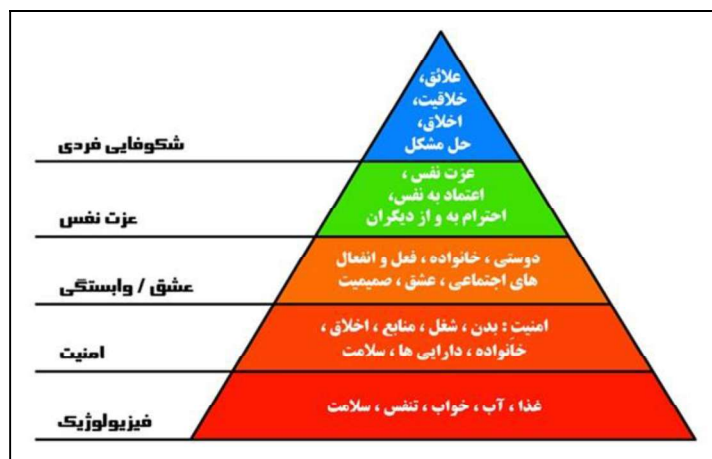 علائق،
خلاقیت،
اخلاق،
حل مشکل
شکوفایی فردی
عزت نفس ،
اعتماد به نفس،
احترام به و از دیگران
عزت نفس
دوستی ، خانواده ، فعل و انفعال
های اجتماعی ، عشق ، صمیمیت
عشق / وابستگی
امنیت : بدن ، شغل ، منابع ، اخلاق ،
خانواده ، دارایی ها ، سلامت
امنیت
غذا ، آب ، خواب ، تنفس ، سلامت
فیزیولوژیک